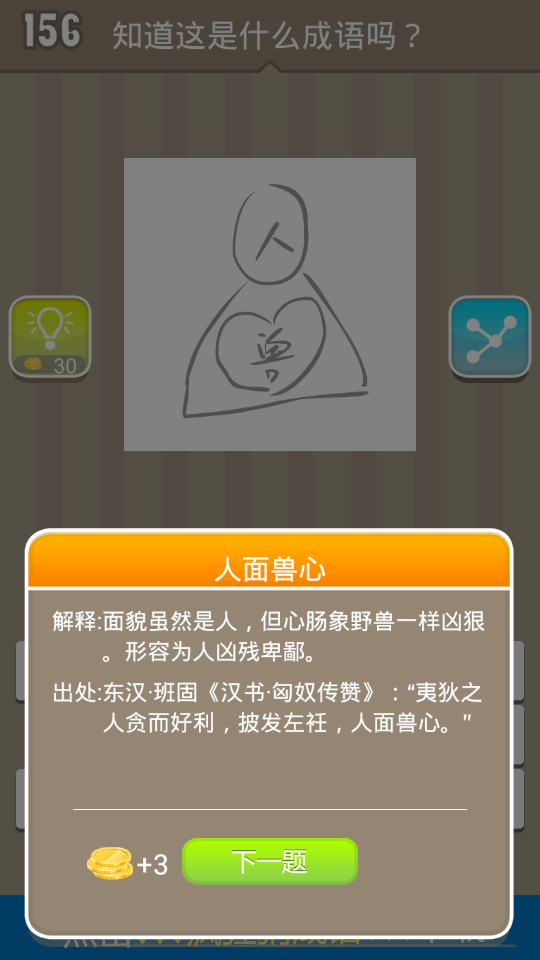 156 知道这是什么成语吗？
人
兽
30
人面兽心
解释:面貌虽然是人，但心肠象野兽一样凶狠
。形容为人凶残卑鄙。
出处:东汉·班固《汉书·匈奴传赞》：“夷狄之
人贪而好利，披发左衽，人面兽心。”
+3 下一题